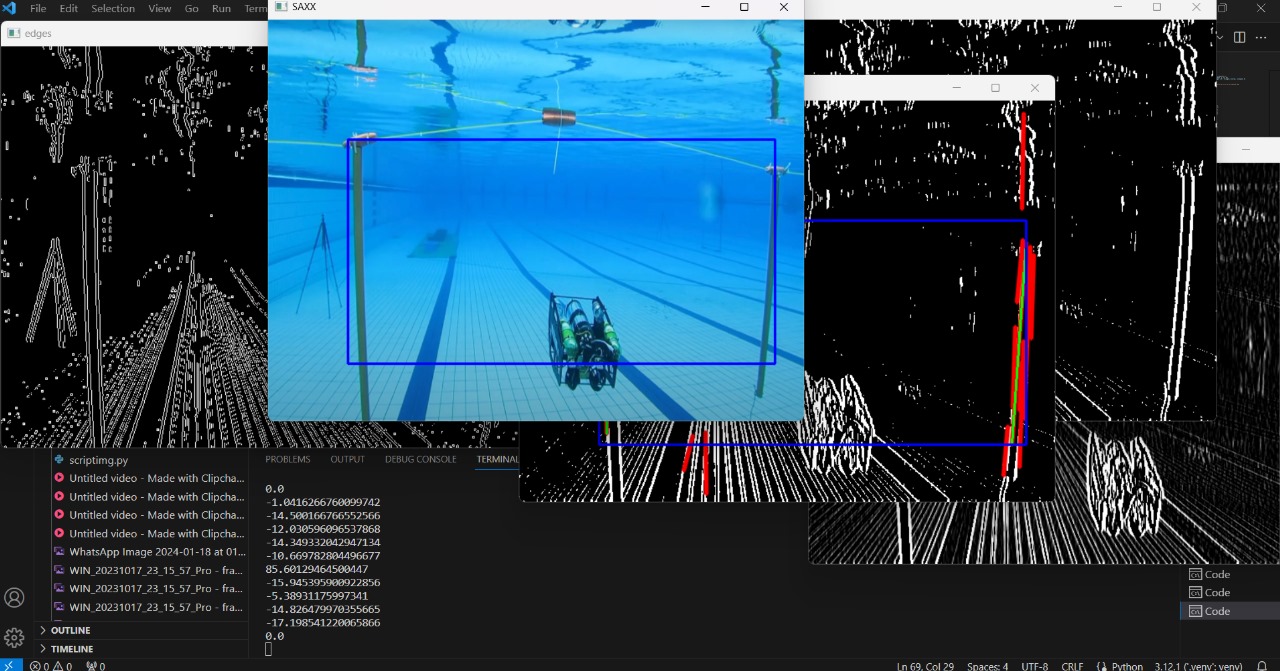 File Edit Selection View Go Run Term
SAXX
edges
scriptimg.py
Untitled video - Made with Clipcha...
Untitled video - Made with Clipcha...
Untitled video - Made with Clipcha...
Untitled video - Made with Clipcha...
WhatsApp Image 2024-01-18 at 01...
WIN_20231017_23_15_57_Pro - fra...
WIN_20231017_23_15_57_Pro - fra...
WIN_20231017_23_15_57_Pro - fra...
OUTLINE
TIMELINE
PROBLEMS OUTPUT DEBUG CONSOLE TERMINAL
0.0
-1.0416266760099742
-14.500166766552566
-12.030596096537868
-14.349332042947134
-10.669782804496677
85.60129464500447
-15.945395900922856
-5.38931175997341
-14.826479970355665
-17.198541220065866
0.0
Code
Code
Code
0 0 0 Ln 69, Col 29 Spaces: 4 UTF-8 CRLF Python 3.12.1 ('.venv': venv)